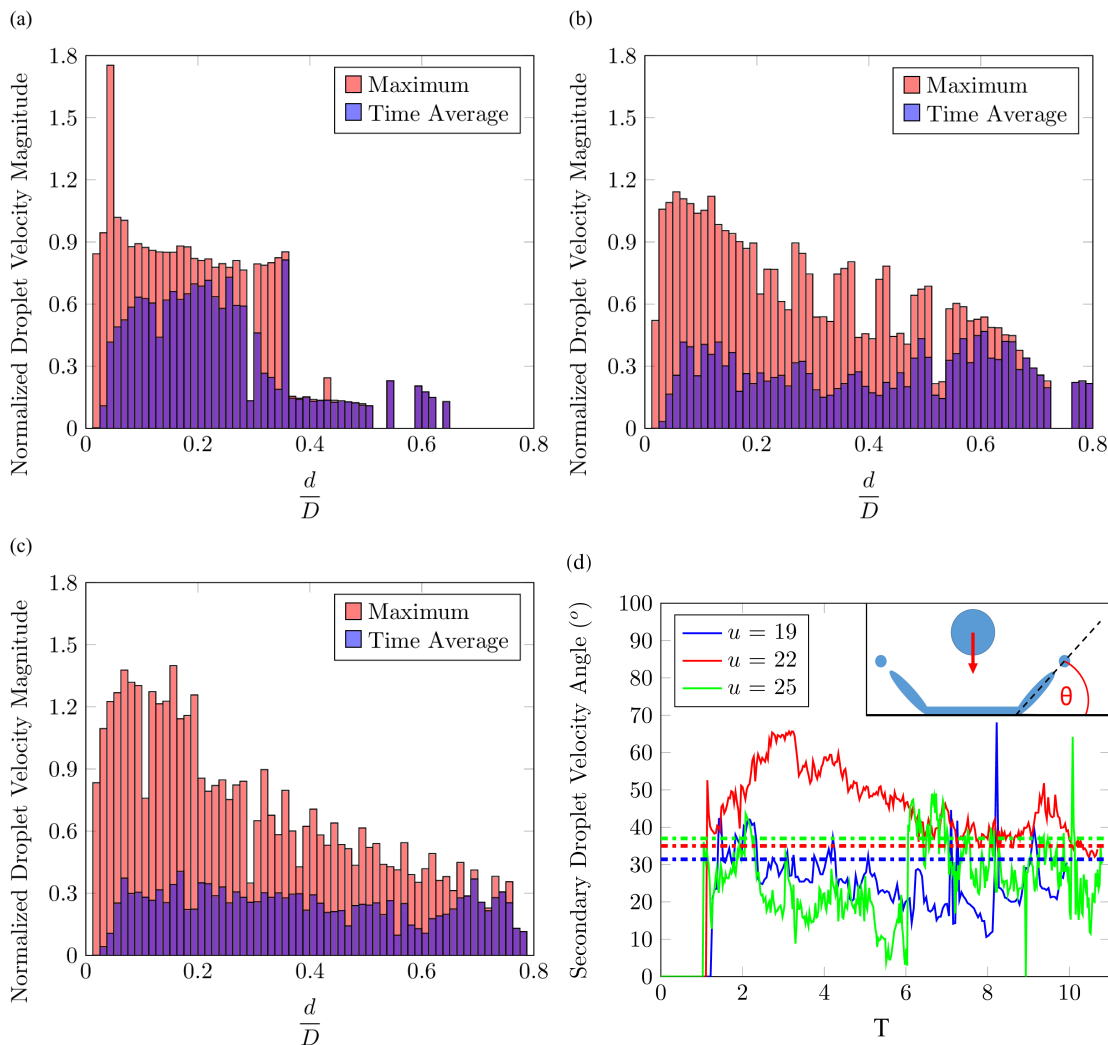 (a)
Normalized Droplet Velocity Magnitude
1.8
1.5
1.2
0.9
0.6
0.3
0
Maximum
Time Average
0
0.2
0.4
0.6
0.8
d
D
(b)
Normalized Droplet Velocity Magnitude
1.8
1.5
1.2
0.9
0.6
0.3
0
Maximum
Time Average
0
0.2
0.4
0.6
0.8
d
D
(c)
Normalized Droplet Velocity Magnitude
1.8
1.5
1.2
0.9
0.6
0.3
0
Maximum
Time Average
0
0.2
0.4
0.6
0.8
d
D
(d)
Secondary Droplet Velocity Angle (°)
100
90
80
70
60
50
40
30
20
10
0
u = 19
u = 22
u = 25
θ
0
2
4
6
8
10
T